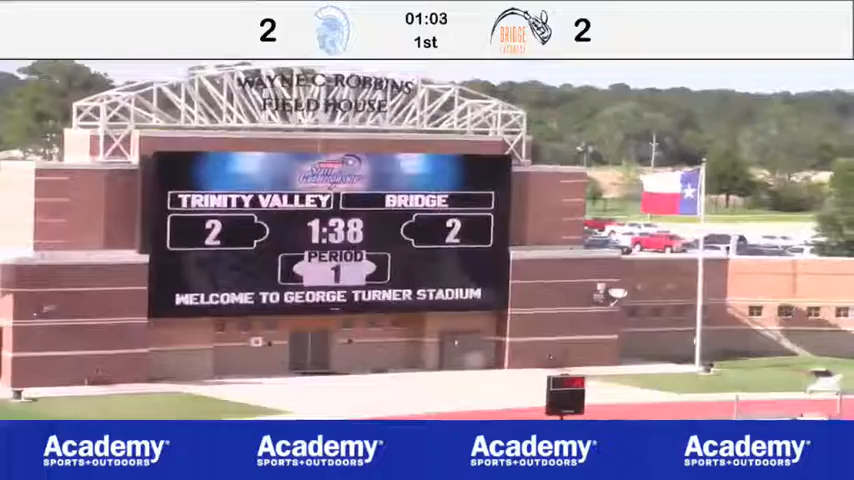 2 01:03 2
1st
BRIDGE
LACROSSE
WAYNE C. ROBBINS
FIELD HOUSE
TRINITY VALLEY BRIDGE
2 1:38 2
PERIOD
1
WELCOME TO GEORGE TURNER STADIUM
Academy Academy Academy Academy
SPORTS+OUTDOORS SPORTS+OUTDOORS SPORTS+OUTDOORS SPORTS+OUTDOORS